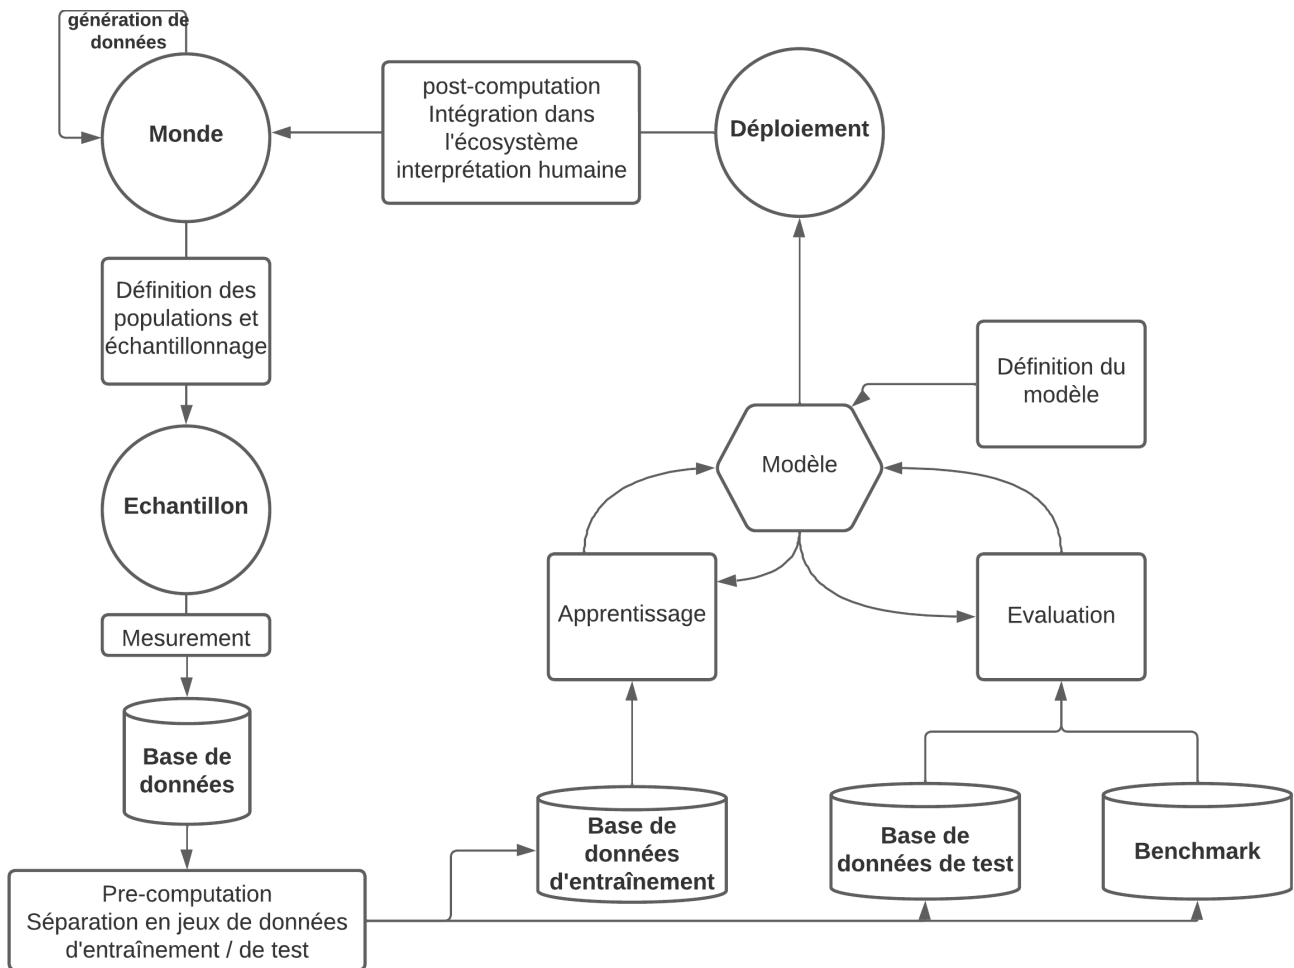 génération de
données
Monde
post-computation
Intégration dans
l'écosystème
interprétation humaine
Déploiement
Définition des
populations et
échantillonnage
Définition du
modèle
Modèle
Echantillon
Apprentissage
Evaluation
Mesurement
Base de
données
Base de
données
d'entraînement
Base de
données de test
Benchmark
Pre-computation
Séparation en jeux de données
d'entraînement / de test